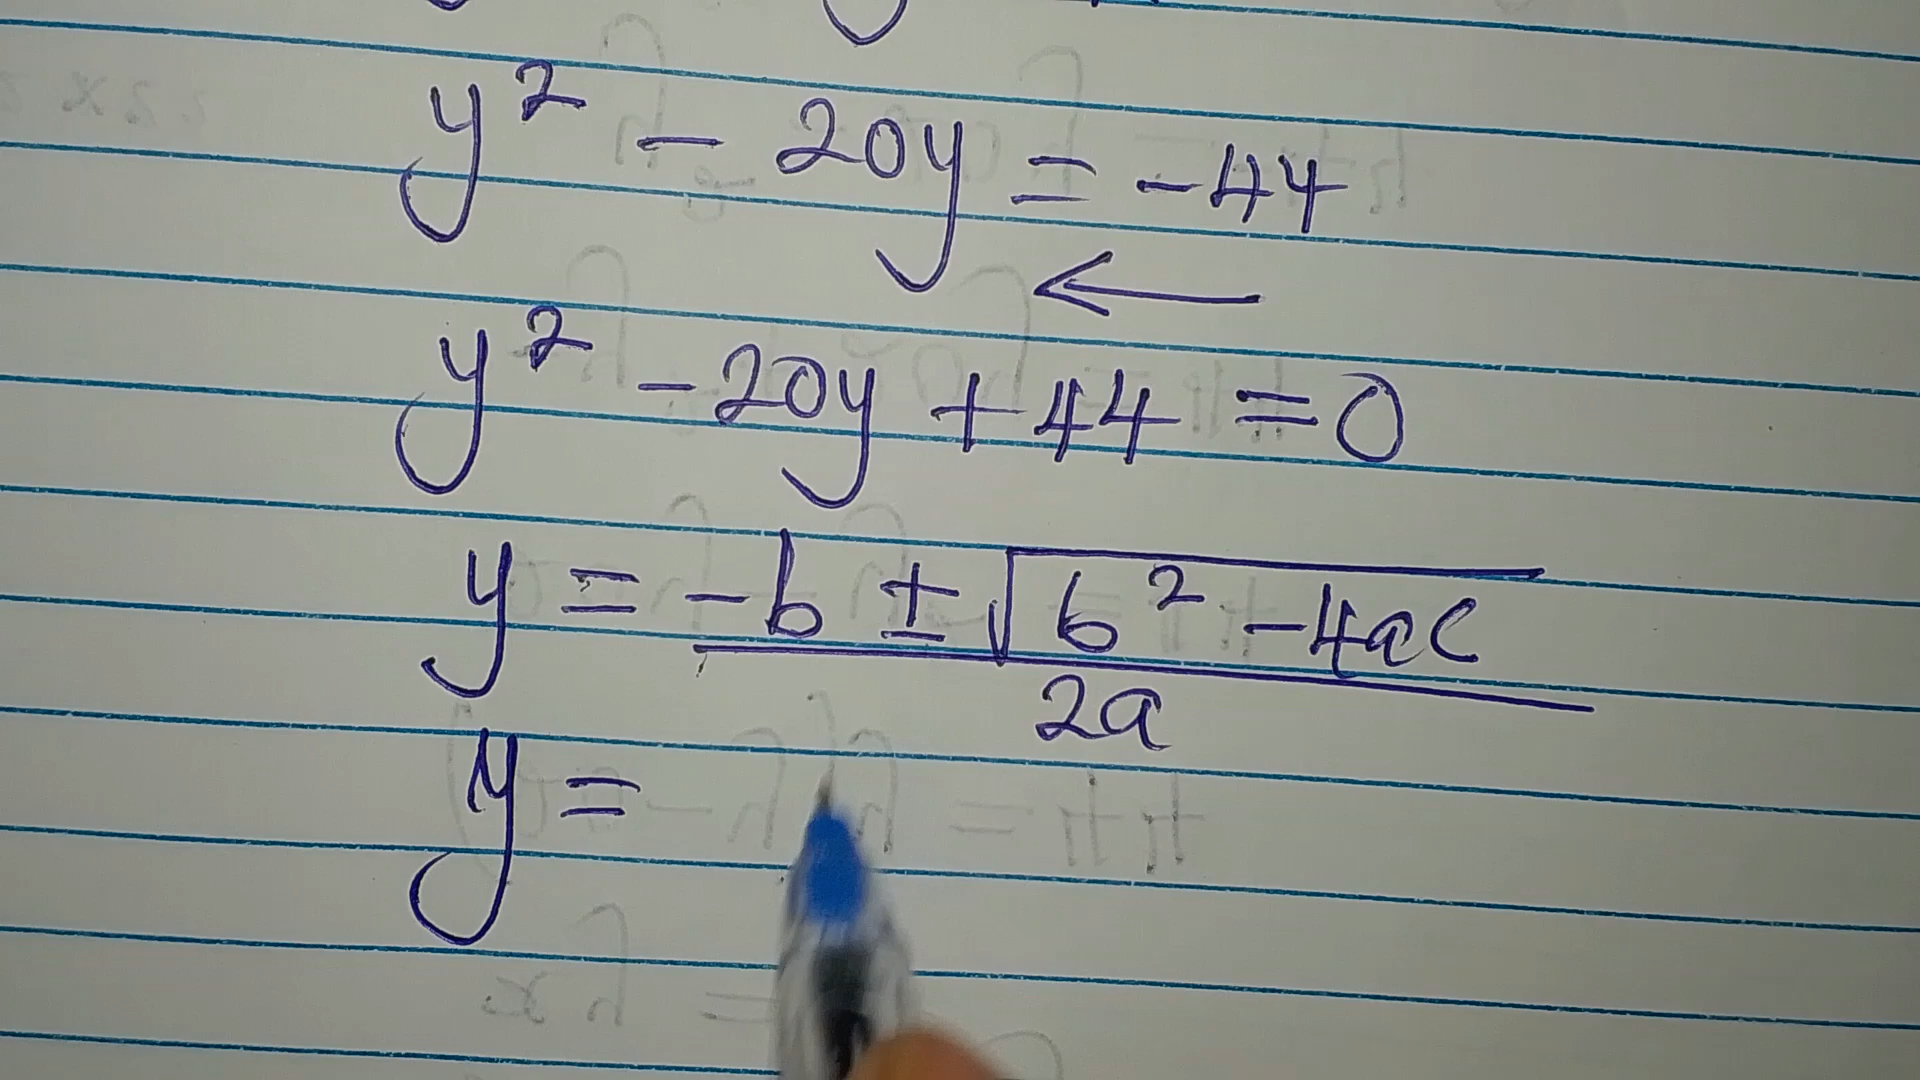 y² - 20y = -44
←
y² - 20y + 44 = 0
y = -b ± √(b² - 4ac) / 2a
y =